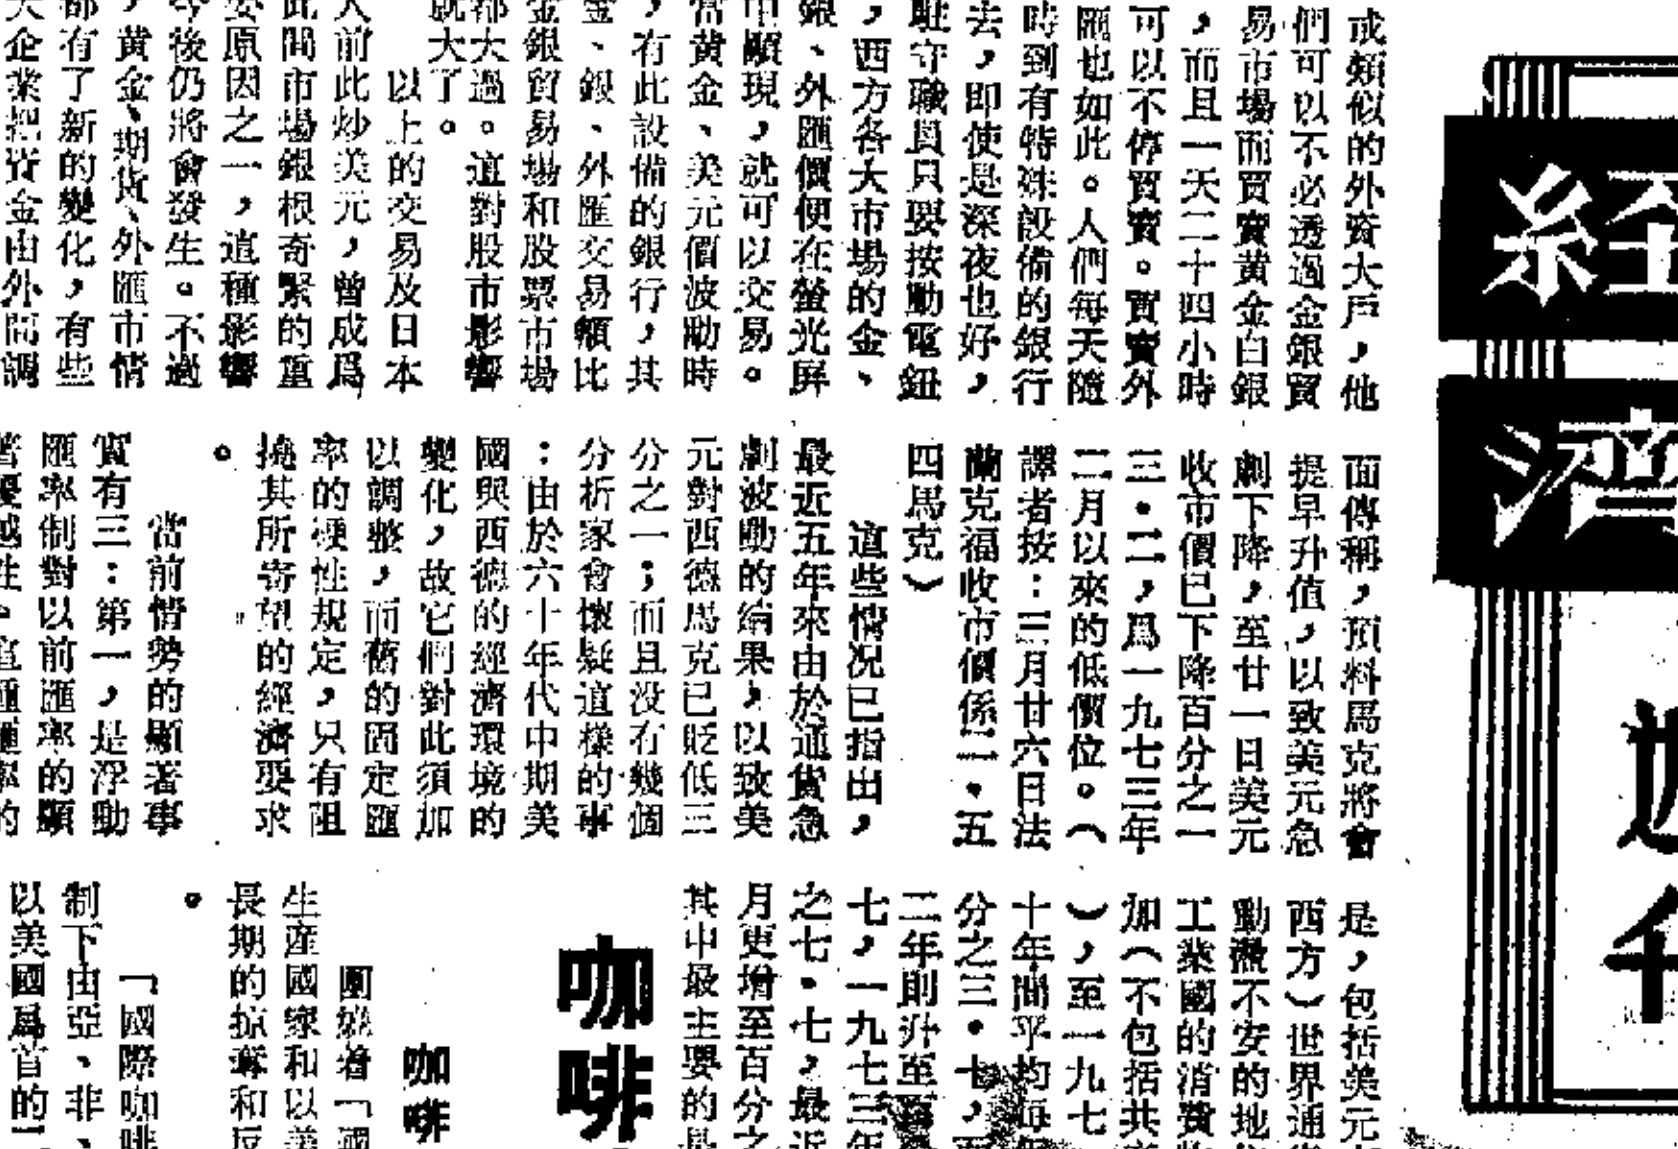 経濟
或類似的外資大戶，他
們可以不必透過金銀貿
易市場而買賣黃金白銀
，而且一天二十四小時
可以不停買賣。買賣外
匯也如此。人們每天隨
時到有特殊設備的銀行
去，即使是深夜也好，
駐守職員只要按動電鈕
，西方各大市場的金、
銀、外匯價便在螢光屏
中顯現，就可以交易。
當黃金、美元價波動時
，有此設備的銀行，其
金、銀、外匯交易額比
金銀貿易場和股票市場
都大過。這對股市影響
就大了。
以上的交易及日本
人前此炒美元，曾成爲
此間市場銀根奇緊的重
要原因之一，這種影響
今後仍將會發生。不過
，黃金、期貨、外匯市情
都有了新的變化，有些
大企業把資金由外間調
面傳稱，預料馬克將會
提早升值，以致美元急
劇下降，至廿一日美元
收市價已下降百分之一
三·二，爲一九七三年
二月以來的低價位。（
譯者按：三月廿六日法
蘭克福收市價係二·五
四馬克）
這些情況已指出，
最近五年來由於通貨急
劇波動的結果，以致美
元對西德馬克已貶低三
分之一；而且没有幾個
分析家會懷疑這樣的事
：由於六十年代中期美
國與西德的經濟環境的
變化，故它們對此須加
以調整，而舊的固定匯
率的硬性規定，只有阻
撓其所寄望的經濟要求
。
當前情勢的顯著事
實有三：第一，是浮動
匯率制對以前匯率的顯
著優越性。這種匯率的
是，包括美元
西方）世界通
動盪不安的地
工業國的消費
加（不包括共
），至一九七
十年間平均每
分之三·七，
二年則升至
七，一九七三年
之七·七，最近
月更增至百分之
其中最主要的是
咖啡
咖啡
圍繞着「國
生産國家和以美
長期的掠奪和反
。
「國際咖啡
制下由亞、非、
以美國爲首的